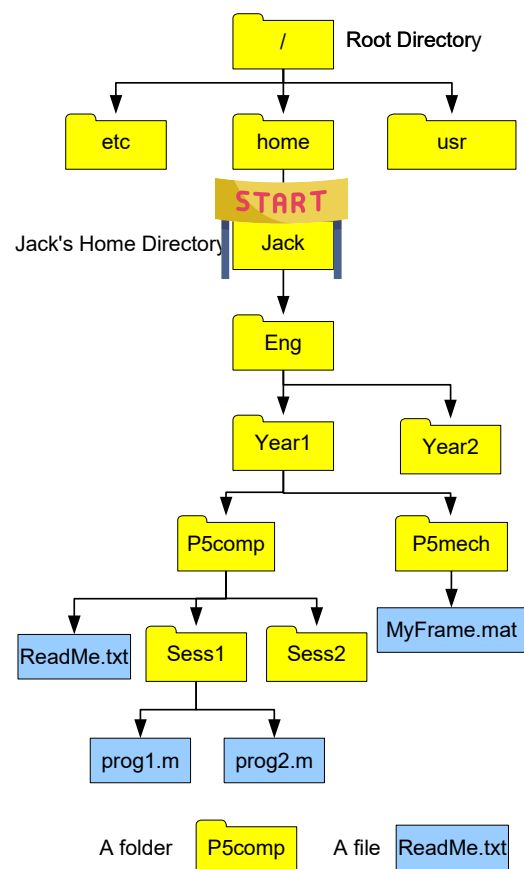 /
Root Directory
etc
home
usr
START
Jack's Home Directory
Jack
Eng
Year1
Year2
P5comp
P5mech
ReadMe.txt
Sess1
Sess2
MyFrame.mat
prog1.m
prog2.m
A folder
P5comp
A file
ReadMe.txt